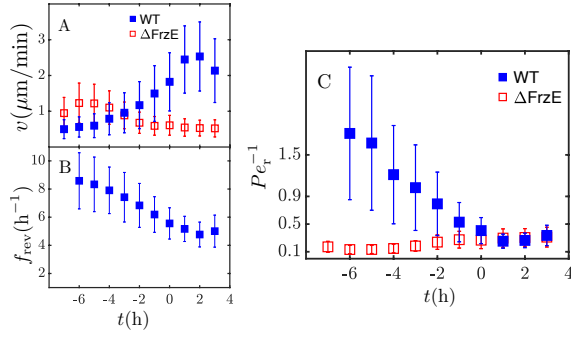 A
WT
ΔFrzE
v(μm/min)
3
2
1
B
f_rev(h⁻¹)
10
8
6
4
2
-6 -4 -2 0 2 4
t(h)
C
WT
ΔFrzE
Pe_r⁻¹
1.5
0.9
0.5
0.1
-6 -4 -2 0 2 4
t(h)